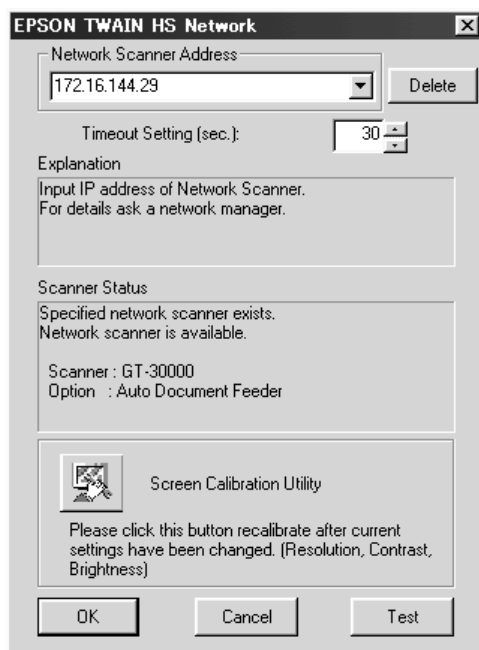 EPSON TWAIN HS Network
Network Scanner Address
172.16.144.29
Delete
Timeout Setting (sec.): 30
Explanation
Input IP address of Network Scanner.
For details ask a network manager.
Scanner Status
Specified network scanner exists.
Network scanner is available.
Scanner : GT-30000
Option : Auto Document Feeder
Screen Calibration Utility
Please click this button recalibrate after current
settings have been changed. (Resolution, Contrast,
Brightness)
OK Cancel Test